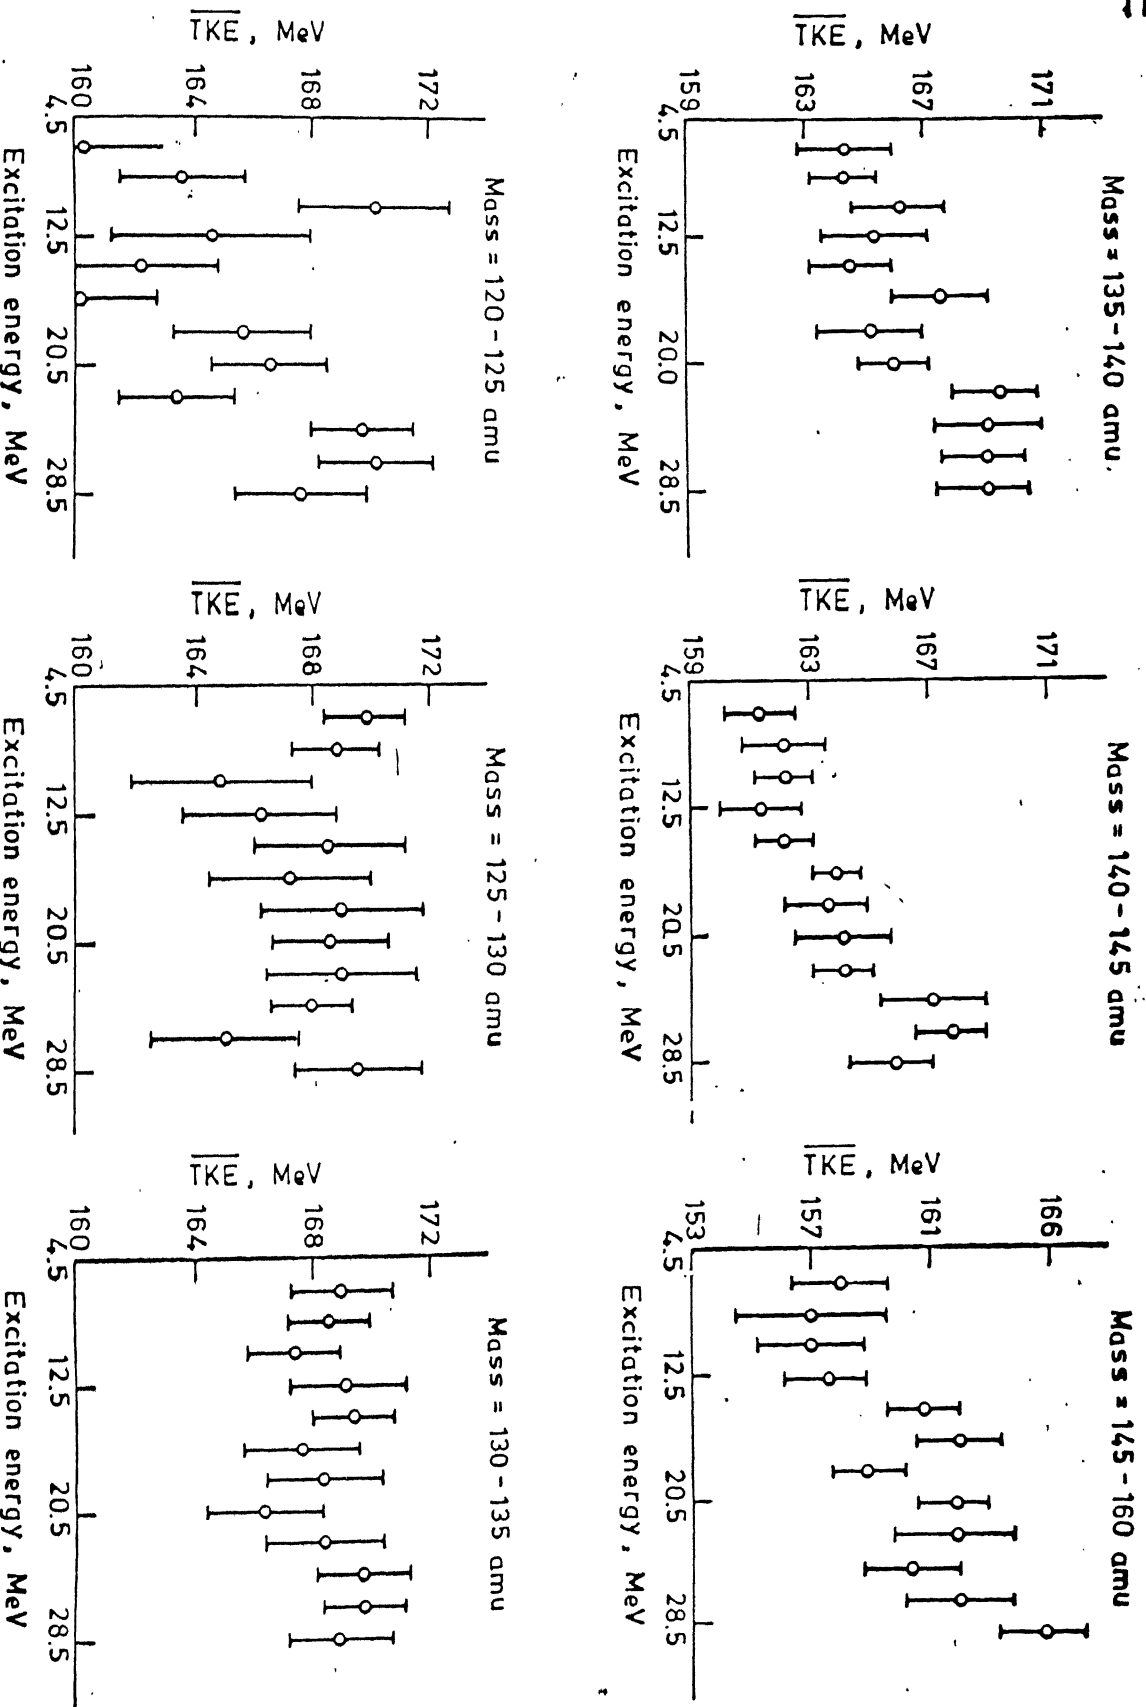 Mass = 120-125 amu
TKE, MeV
172
168
164
160
4.5
12.5
20.5
28.5
Excitation energy, MeV
Mass = 125-130 amu
TKE, MeV
172
168
164
160
4.5
12.5
20.5
28.5
Excitation energy, MeV
Mass = 130-135 amu
TKE, MeV
172
168
164
160
4.5
12.5
20.5
28.5
Excitation energy, MeV
Mass = 135-140 amu.
TKE, MeV
171
167
163
159
4.5
12.5
20.0
28.5
Excitation energy, MeV
Mass = 140-145 amu
TKE, MeV
171
167
163
159
4.5
12.5
20.5
28.5
Excitation energy, MeV
Mass = 145-160 amu
TKE, MeV
166
161
157
153
4.5
12.5
20.5
28.5
Excitation energy, MeV